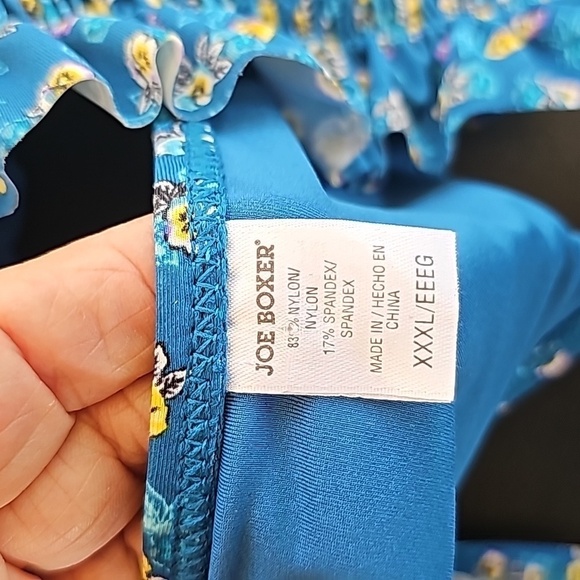 JOE BOXER®
83% NYLON/
NYLON
17% SPANDEX/
SPANDEX
MADE IN / HECHO EN
CHINA
XXXL/EEEG